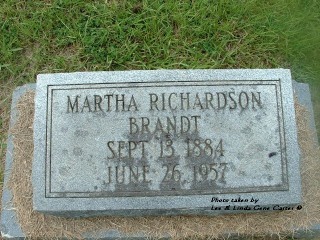 MARTHA RICHARDSON
BRANDT
SEPT 13, 1884
JUNE 26, 1957
Photo taken by
Lee & Linda Gene Carter ©